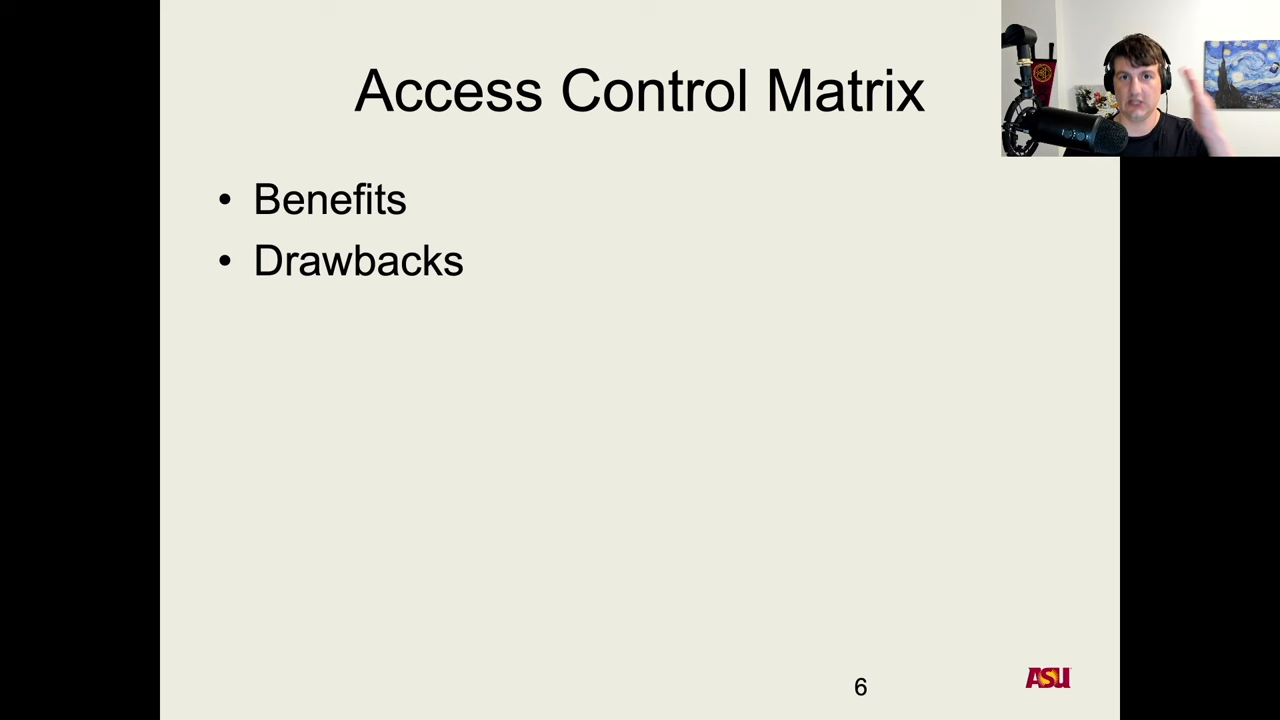 Access Control Matrix
• Benefits
• Drawbacks
6
ASU